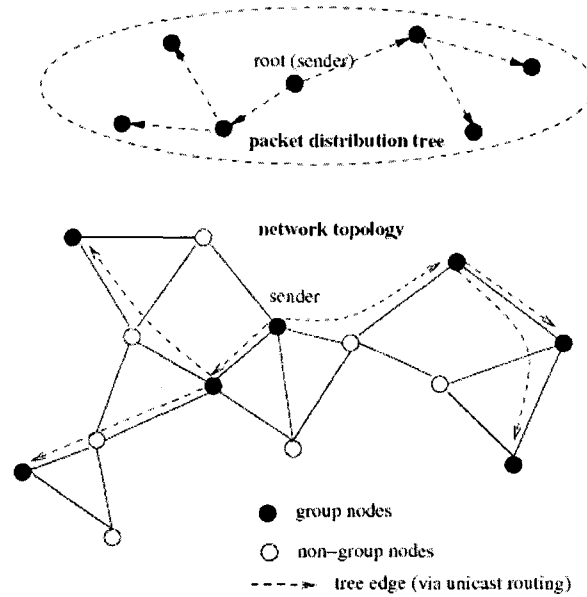 root (sender)
packet distribution tree
network topology
sender
group nodes
non-group nodes
tree edge (via unicast routing)